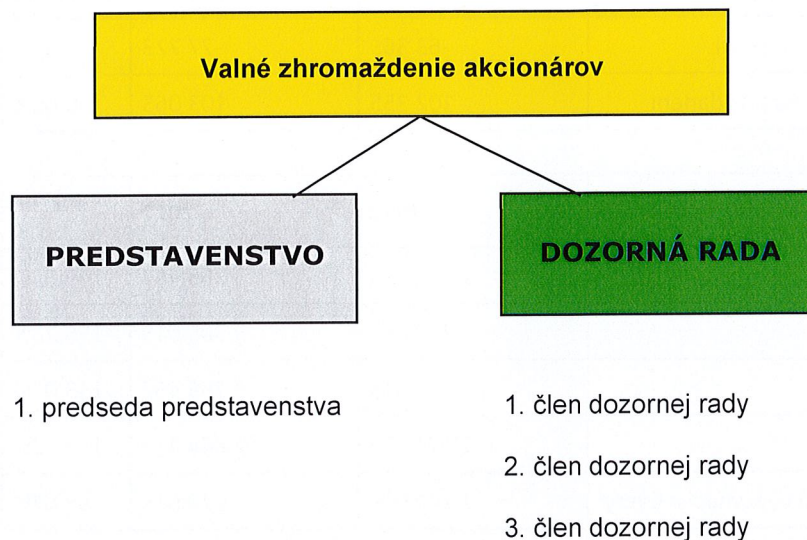 Valné zhromaždenie akcionárov
PREDSTAVENSTVO
DOZORNÁ RADA
1. predseda predstavenstva
1. člen dozornej rady
2. člen dozornej rady
3. člen dozornej rady